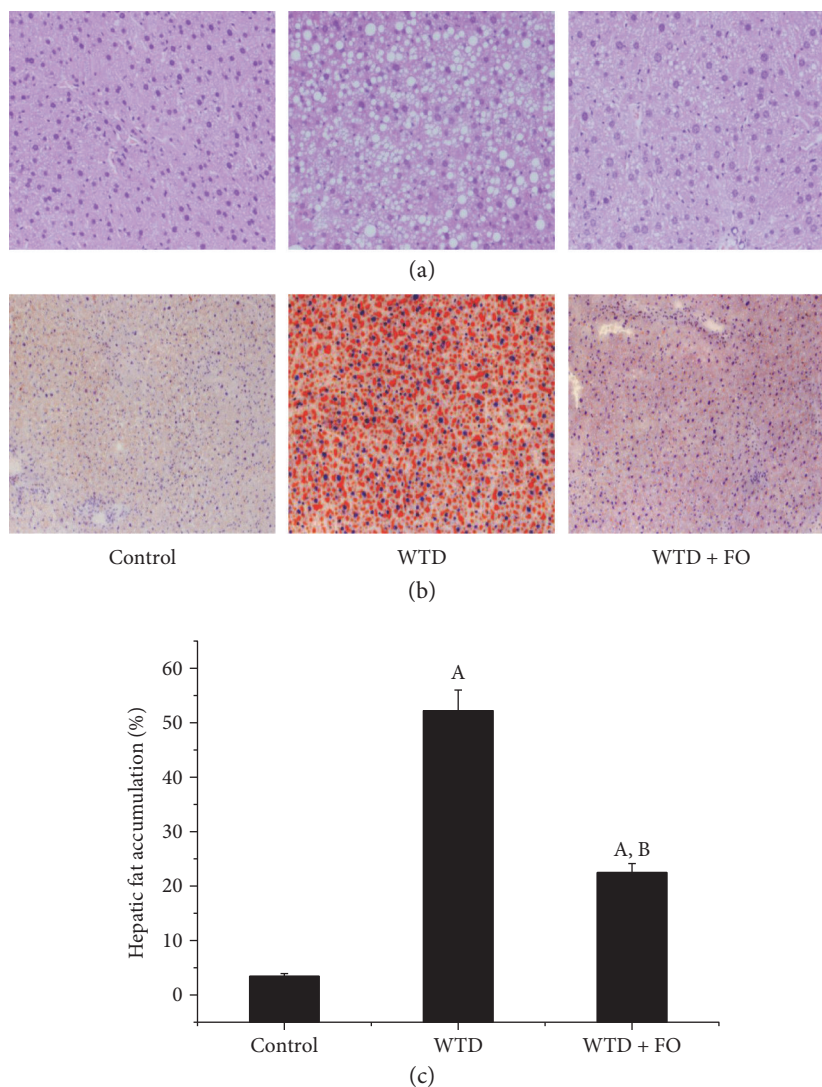 (a)
Control WTD WTD + FO
(b)
Hepatic fat accumulation (%)
60
50
40
30
20
10
0
A
A, B
Control WTD WTD + FO
(c)